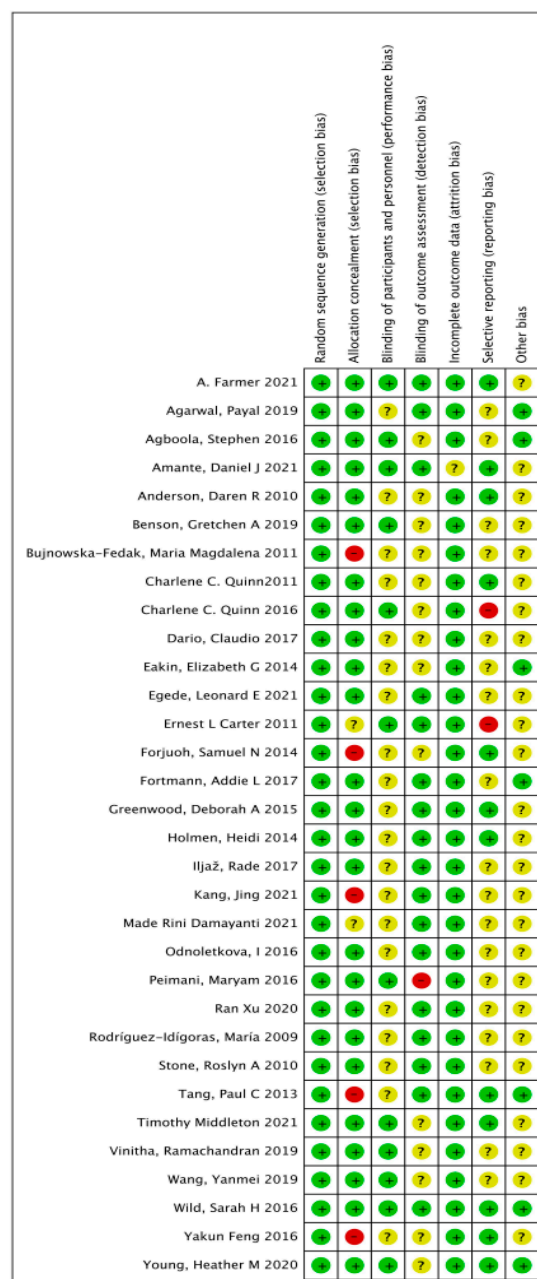 Random sequence generation (selection bias)
Allocation concealment (selection bias)
Blinding of participants and personnel (performance bias)
Blinding of outcome assessment (detection bias)
Incomplete outcome data (attrition bias)
Selective reporting (reporting bias)
Other bias
A. Farmer 2021 + + + + + + ?
Agarwal, Payal 2019 + + ? + + ? +
Agboola, Stephen 2016 + + + ? + ? +
Amante, Daniel J 2021 + + + + ? + ?
Anderson, Daren R 2010 + + ? ? + + ?
Benson, Gretchen A 2019 + + + ? + ? ?
Bujnowska-Fedak, Maria Magdalena 2011 + - ? ? + ? ?
Charlene C. Quinn2011 + + ? ? + + ?
Charlene C. Quinn 2016 + + + ? + - ?
Dario, Claudio 2017 + + ? ? + ? ?
Eakin, Elizabeth G 2014 + + ? ? + ? +
Egede, Leonard E 2021 + + ? + + ? ?
Ernest L Carter 2011 + ? + + + - ?
Forjuoh, Samuel N 2014 + - ? ? + + ?
Fortmann, Addie L 2017 + + ? + + ? +
Greenwood, Deborah A 2015 + + ? + + + ?
Holmen, Heidi 2014 + + ? + + + ?
Iljaž, Rade 2017 + + ? + + ? ?
Kang, Jing 2021 + - ? + + ? ?
Made Rini Damayanti 2021 + ? ? + + ? ?
Odnoletkova, I 2016 + + ? + + ? ?
Peimani, Maryam 2016 + + + - + ? ?
Ran Xu 2020 + + ? + + ? ?
Rodríguez-Idígoras, María 2009 + + ? + + ? ?
Stone, Roslyn A 2010 + + ? + + ? ?
Tang, Paul C 2013 + - ? + + + +
Timothy Middleton 2021 + + + ? + + ?
Vinitha, Ramachandran 2019 + + + ? + ? ?
Wang, Yanmei 2019 + + + ? + ? ?
Wild, Sarah H 2016 + + + + + + +
Yakun Feng 2016 + - ? ? + + ?
Young, Heather M 2020 + + + ? + + +